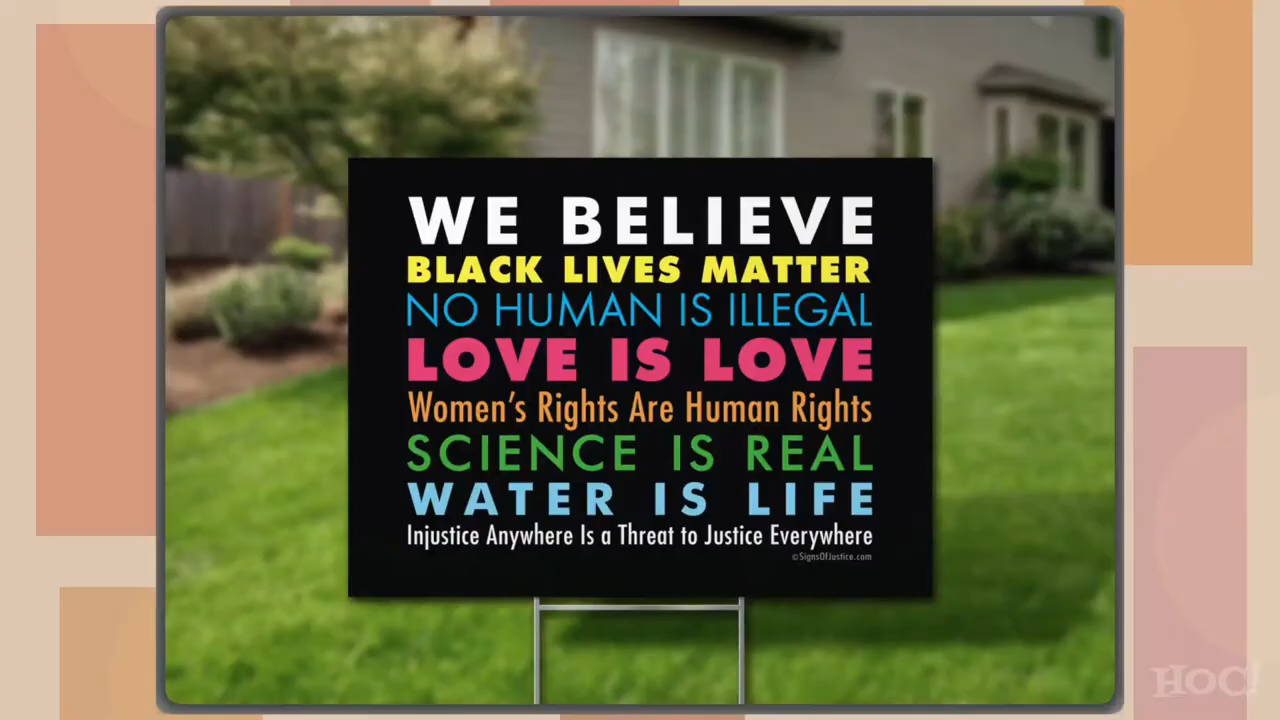 WE BELIEVE
BLACK LIVES MATTER
NO HUMAN IS ILLEGAL
LOVE IS LOVE
Women's Rights Are Human Rights
SCIENCE IS REAL
WATER IS LIFE
Injustice Anywhere Is a Threat to Justice Everywhere
©SignsOfJustice.com
HOC!